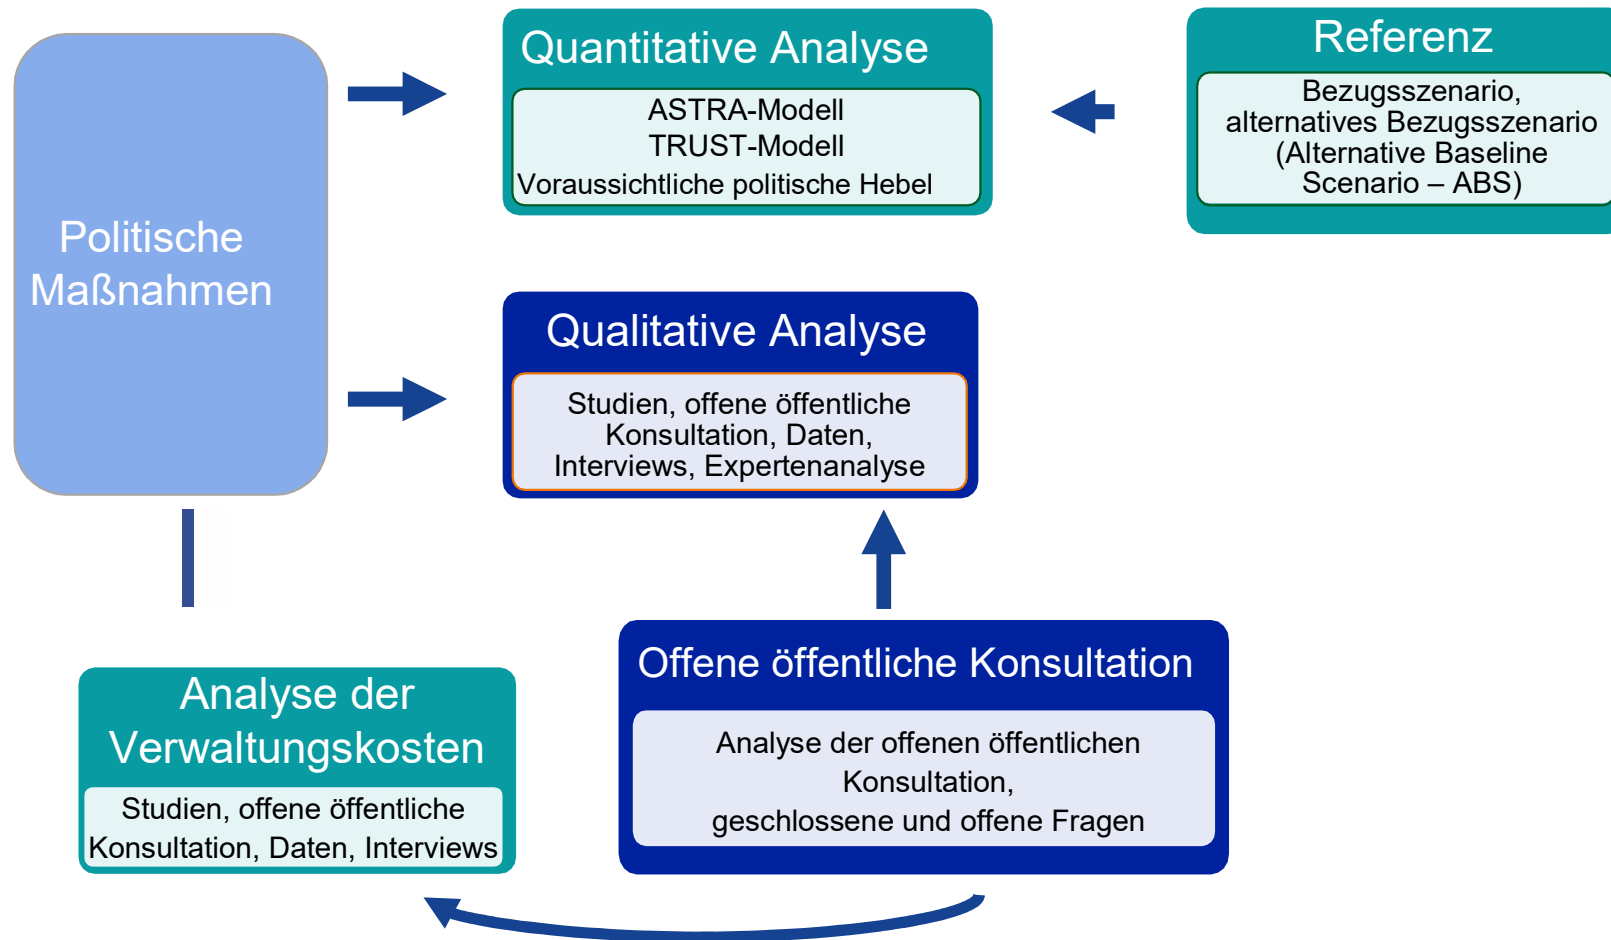 Politische
Maßnahmen
Quantitative Analyse
ASTRA-Modell
TRUST-Modell
Voraussichtliche politische Hebel
Referenz
Bezugsszenario,
alternatives Bezugsszenario
(Alternative Baseline
Scenario – ABS)
Qualitative Analyse
Studien, offene öffentliche
Konsultation, Daten,
Interviews, Expertenanalyse
Analyse der
Verwaltungskosten
Studien, offene öffentliche
Konsultation, Daten, Interviews
Offene öffentliche Konsultation
Analyse der offenen öffentlichen
Konsultation,
geschlossene und offene Fragen